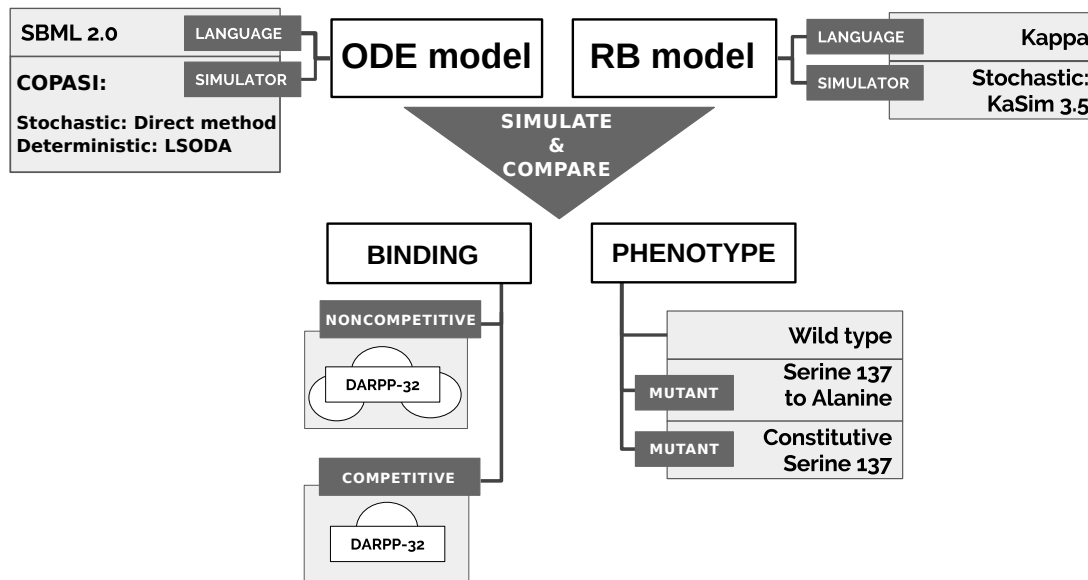 SBML 2.0
LANGUAGE
COPASI:
SIMULATOR
Stochastic: Direct method
Deterministic: LSODA
ODE model
RB model
LANGUAGE
Kappa
SIMULATOR
Stochastic:
KaSim 3.5
SIMULATE
&
COMPARE
BINDING
NONCOMPETITIVE
DARPP-32
COMPETITIVE
DARPP-32
PHENOTYPE
Wild type
MUTANT
Serine 137
to Alanine
MUTANT
Constitutive
Serine 137